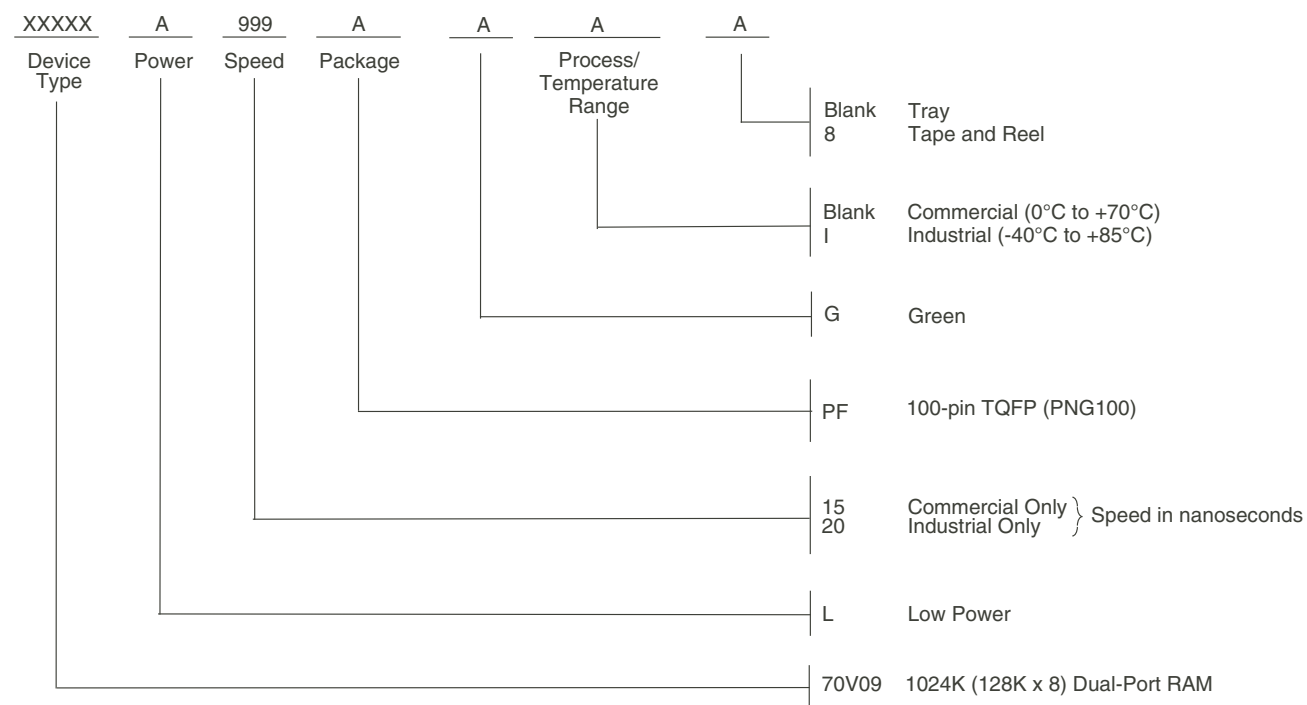 XXXXX A 999 A A A A
Device Type
Power
Speed
Package
Process/
Temperature
Range
Blank Tray
8 Tape and Reel
Blank Commercial (0°C to +70°C)
I Industrial (-40°C to +85°C)
G Green
PF 100-pin TQFP (PNG100)
15 Commercial Only
20 Industrial Only
Speed in nanoseconds
L Low Power
70V09 1024K (128K x 8) Dual-Port RAM